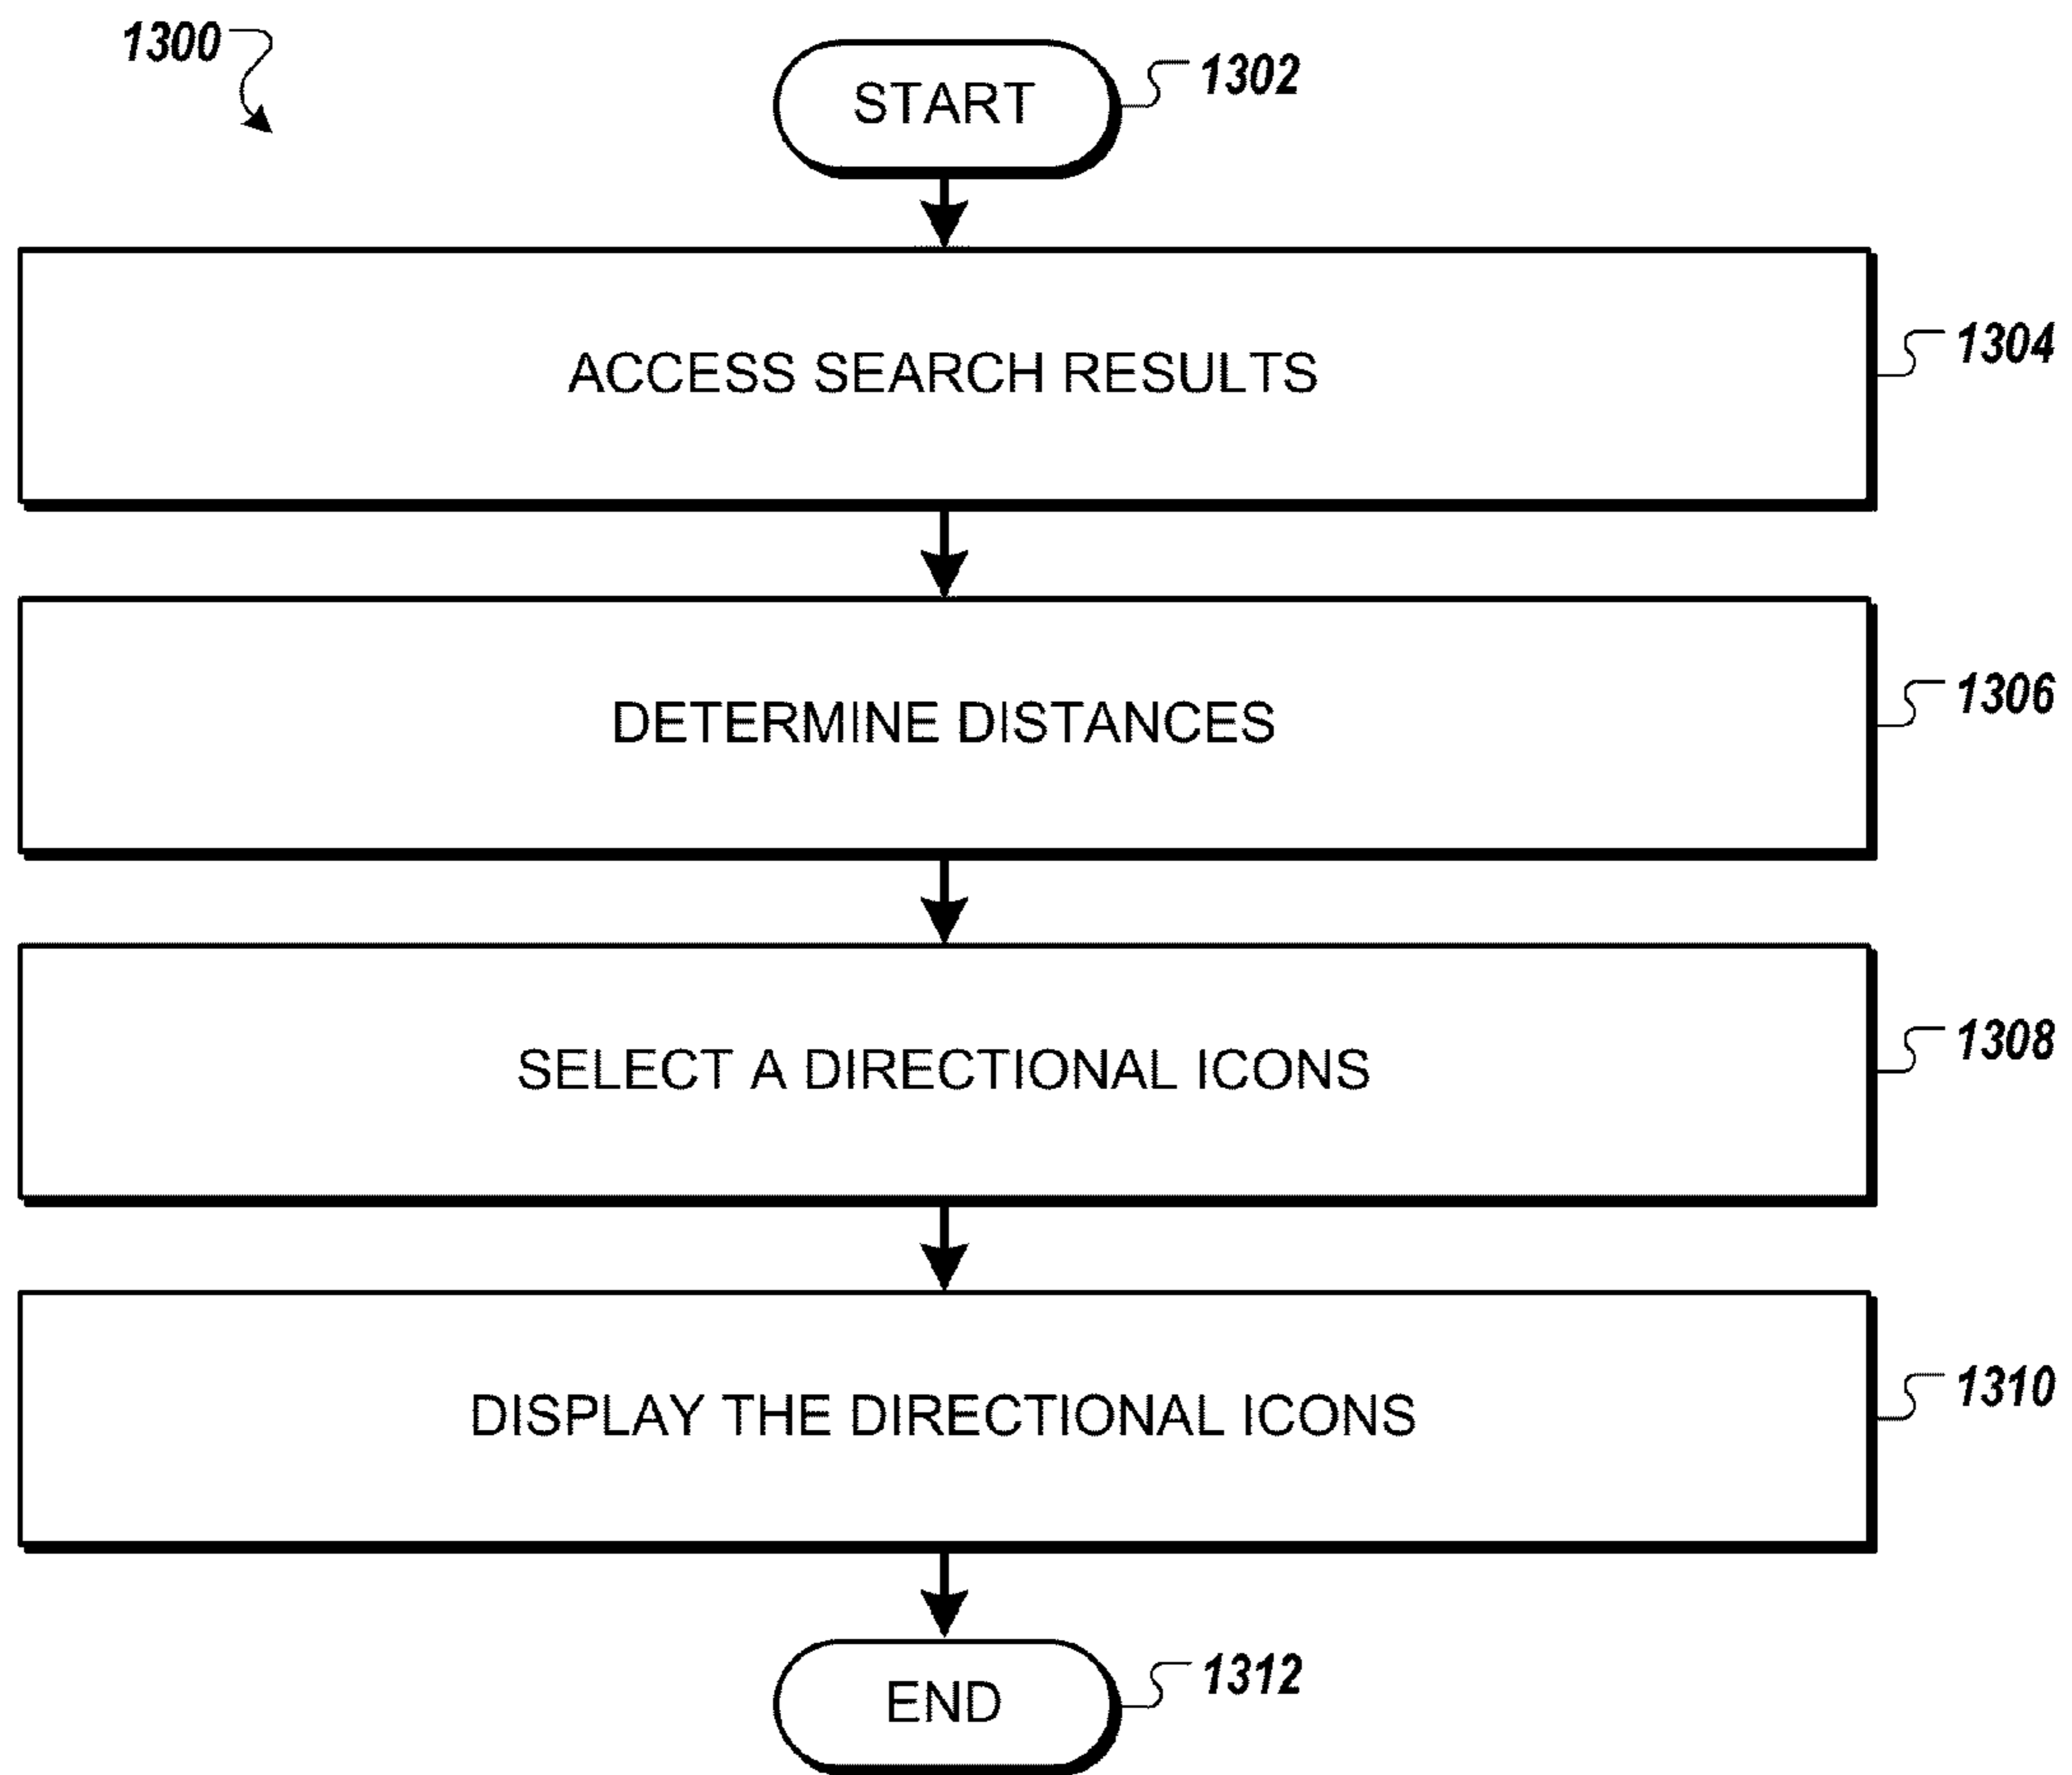 1300
START
1302
ACCESS SEARCH RESULTS
1304
DETERMINE DISTANCES
1306
SELECT A DIRECTIONAL ICONS
1308
DISPLAY THE DIRECTIONAL ICONS
1310
END
1312